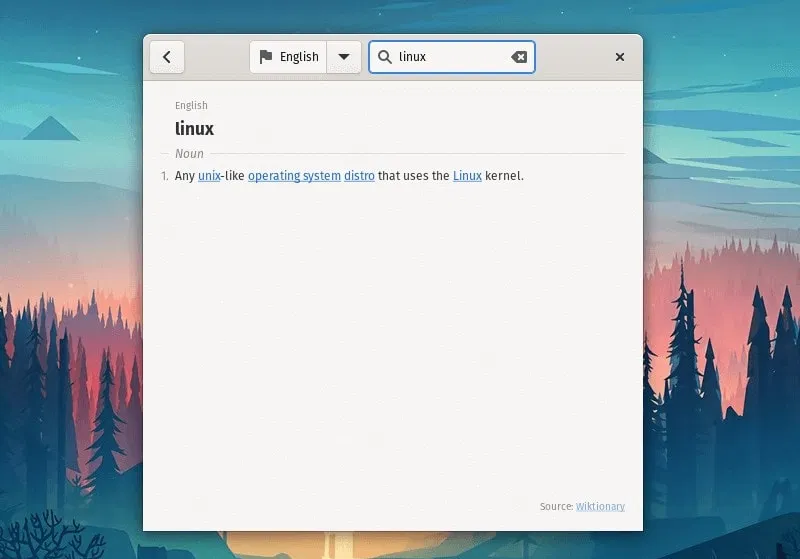 English linux
English
linux
Noun
1. Any unix-like operating system distro that uses the Linux kernel.
Source: Wiktionary